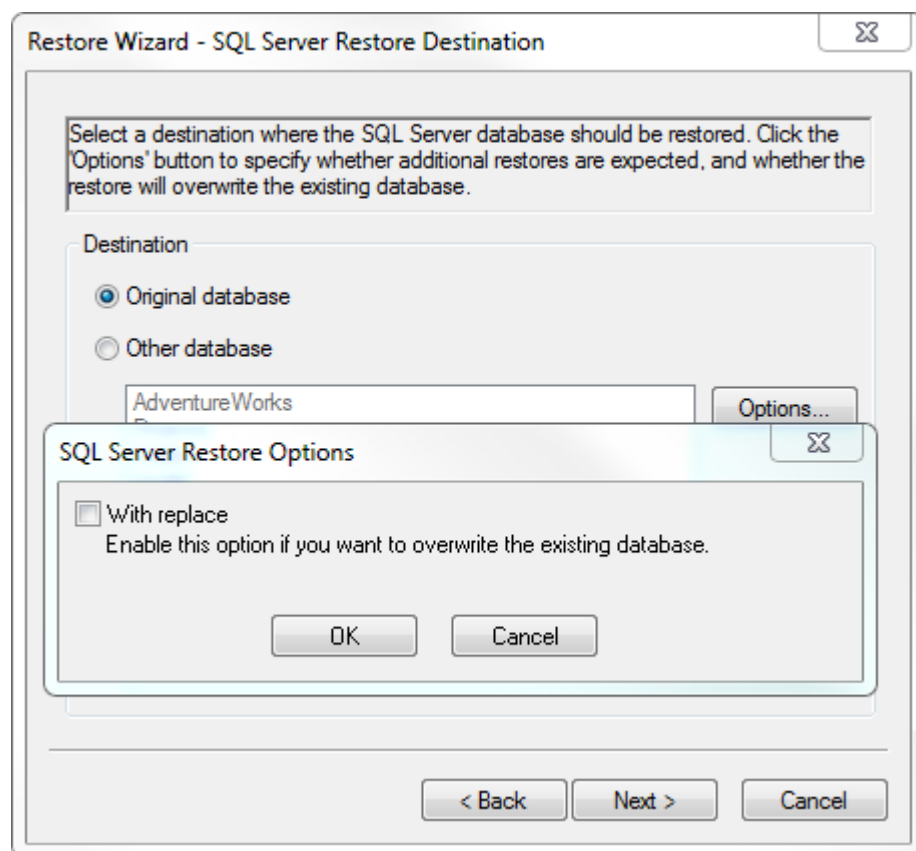 Restore Wizard - SQL Server Restore Destination
Select a destination where the SQL Server database should be restored. Click the
'Options' button to specify whether additional restores are expected, and whether the
restore will overwrite the existing database.
Destination
Original database
Other database
AdventureWorks
Options...
SQL Server Restore Options
With replace
Enable this option if you want to overwrite the existing database.
OK
Cancel
< Back
Next >
Cancel